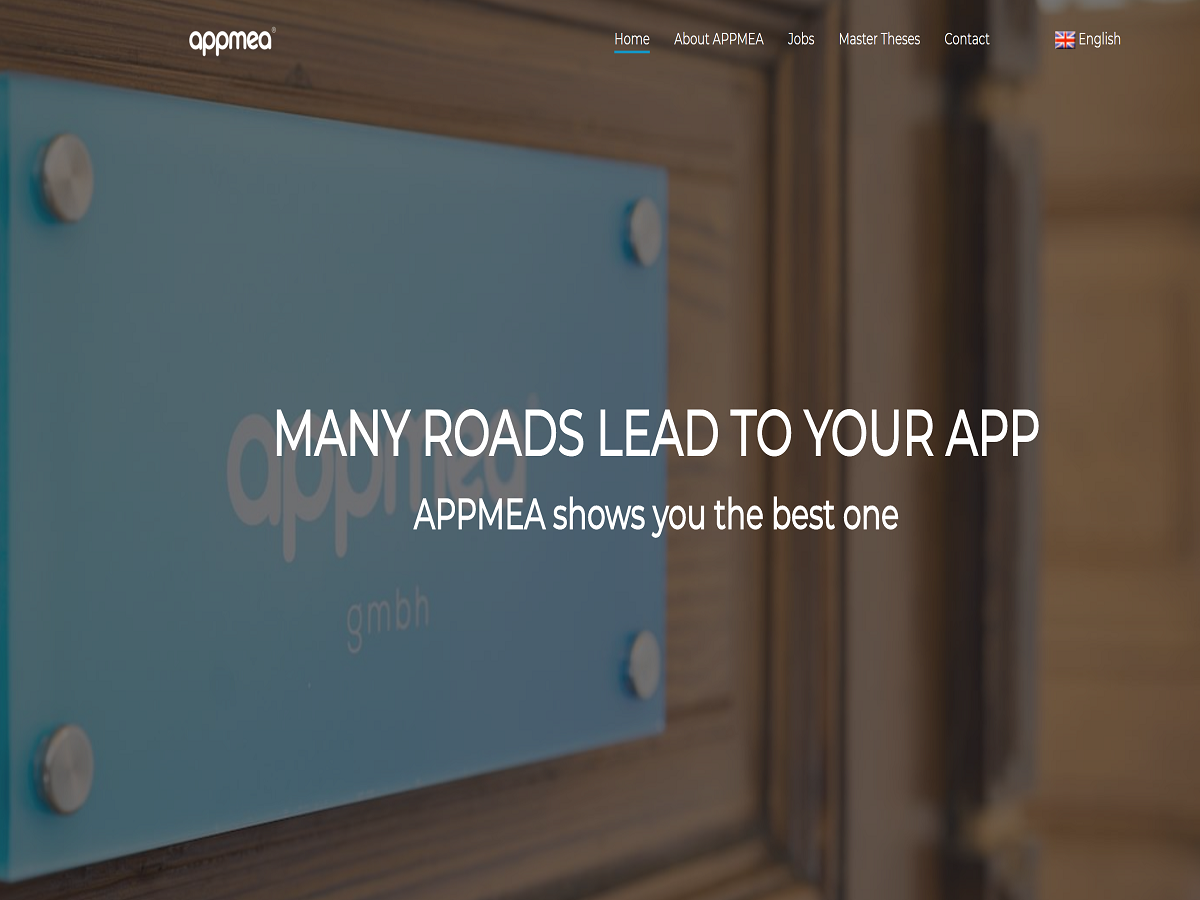 appmea®
Home About APPMEA Jobs Master Theses Contact English
MANY ROADS LEAD TO YOUR APP
appmea
APPMEA shows you the best one
gmbh